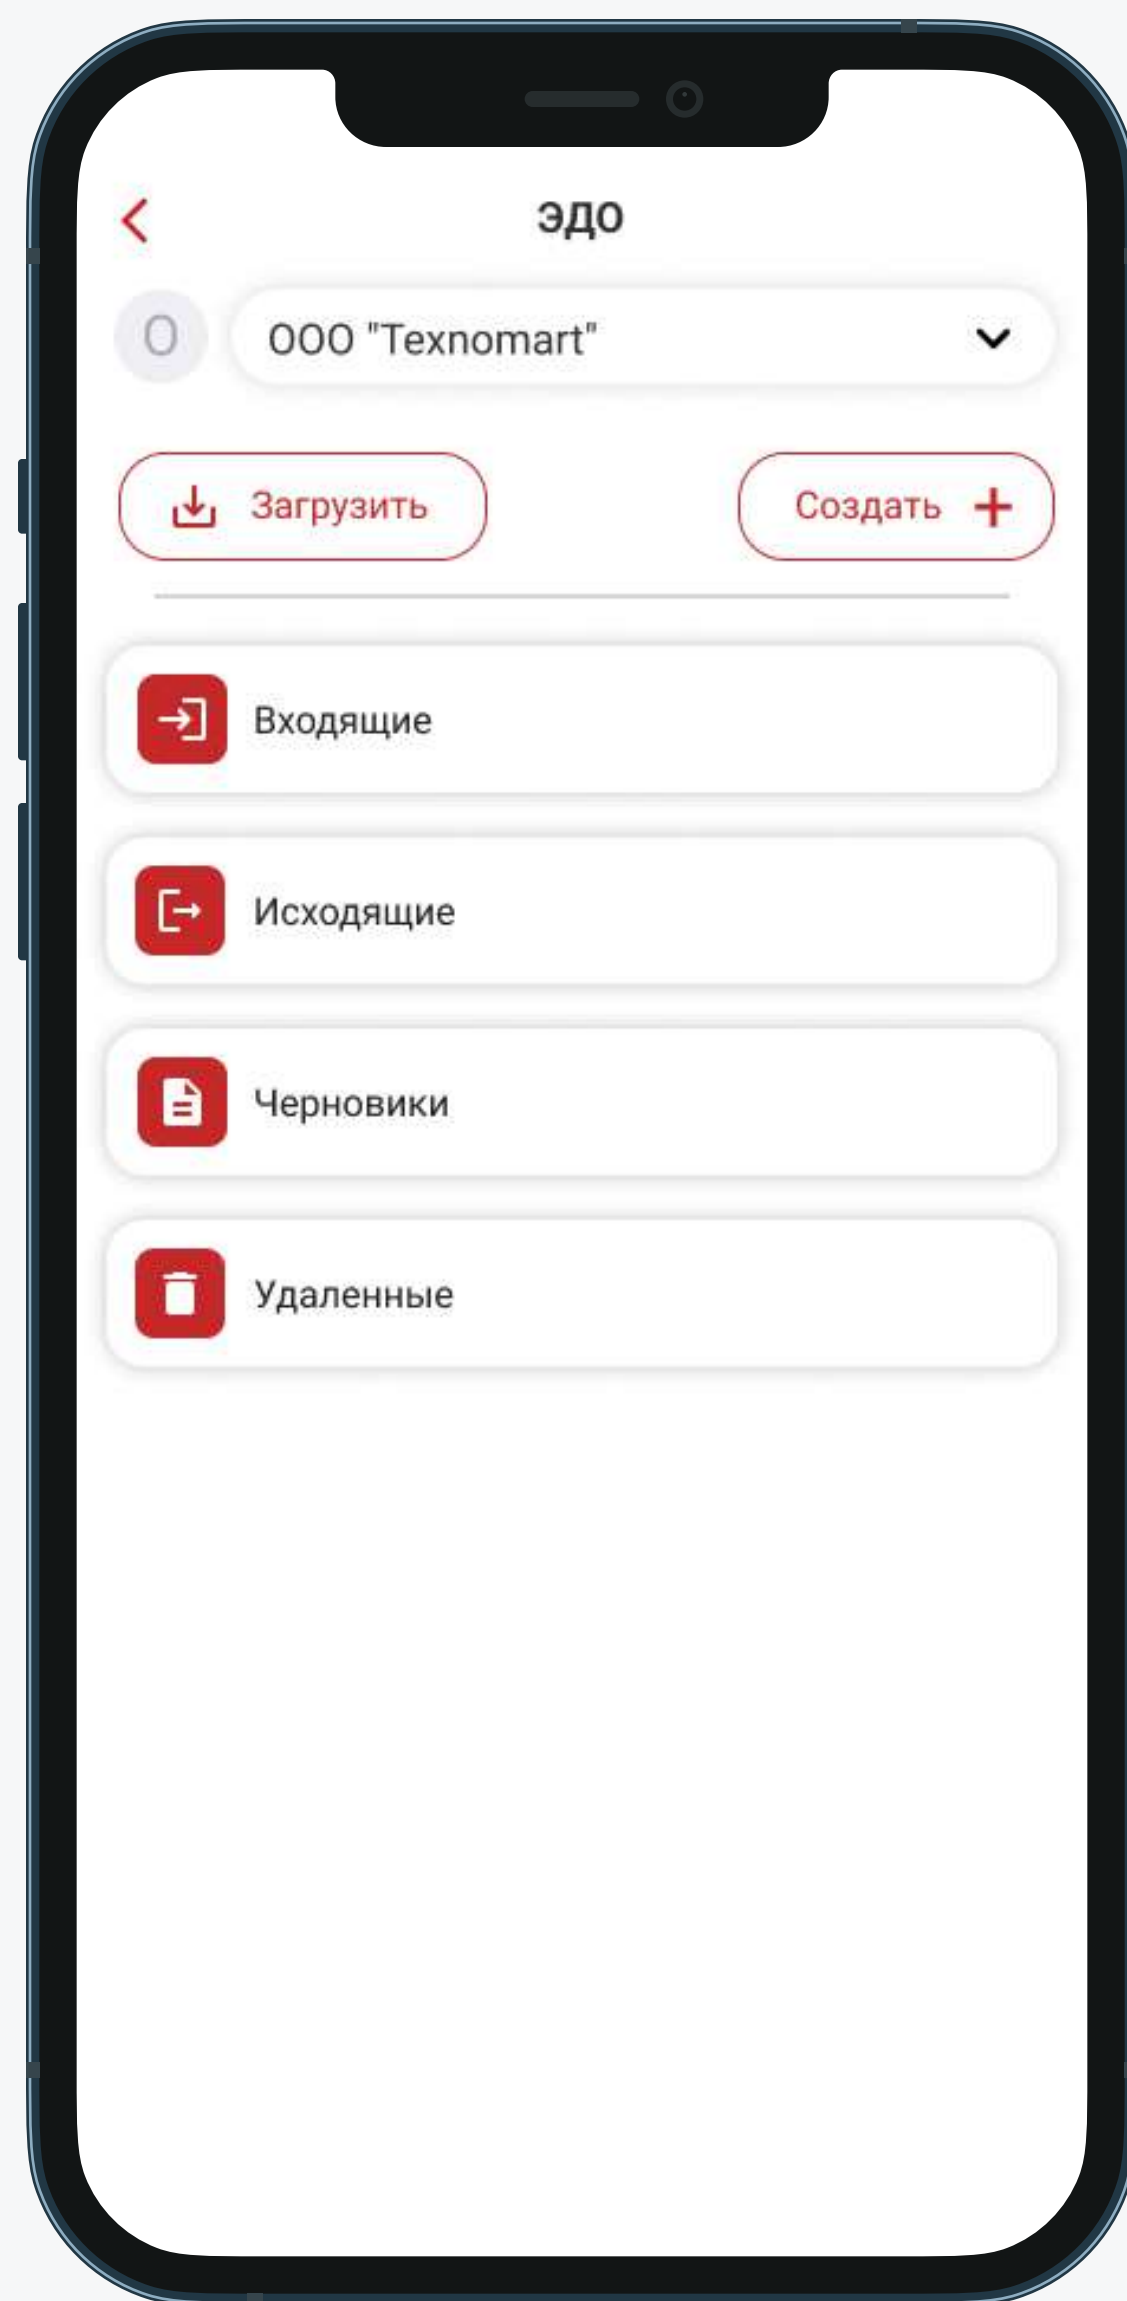 ЭДО
О
ООО "Texnomart"
Загрузить
Создать
Входящие
Исходящие
Черновики
Удаленные